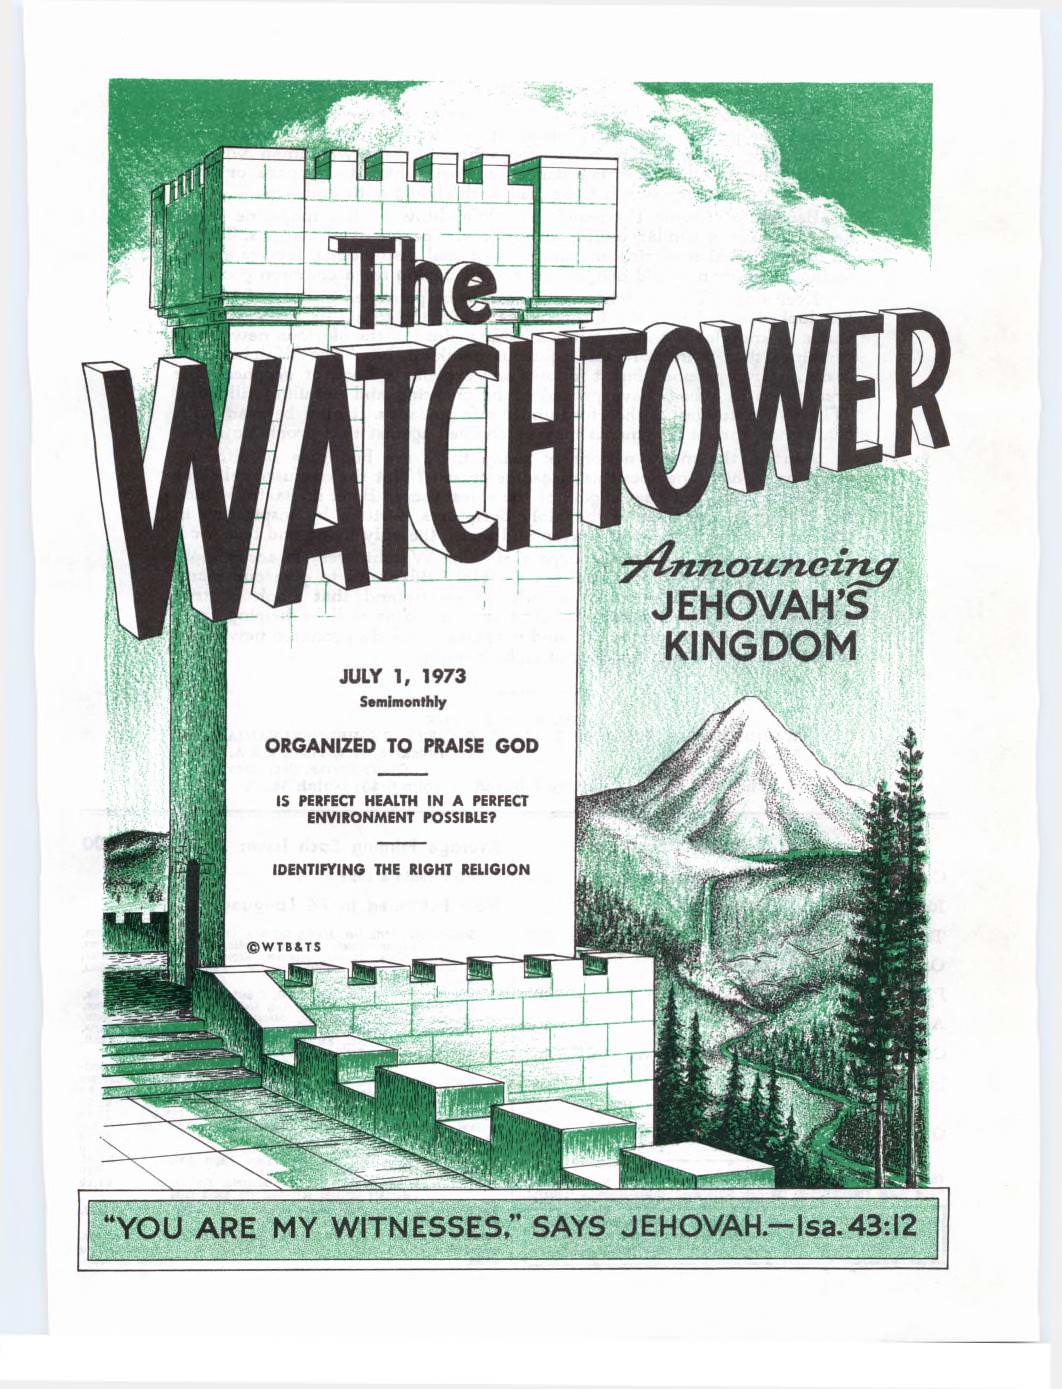 The
WATCHTOWER
Announcing
JEHOVAH'S
KINGDOM
JULY 1, 1973
Semimonthly
ORGANIZED TO PRAISE GOD
IS PERFECT HEALTH IN A PERFECT
ENVIRONMENT POSSIBLE?
IDENTIFYING THE RIGHT RELIGION
©WTB&TS
"YOU ARE MY WITNESSES," SAYS JEHOVAH.—Isa. 43:12